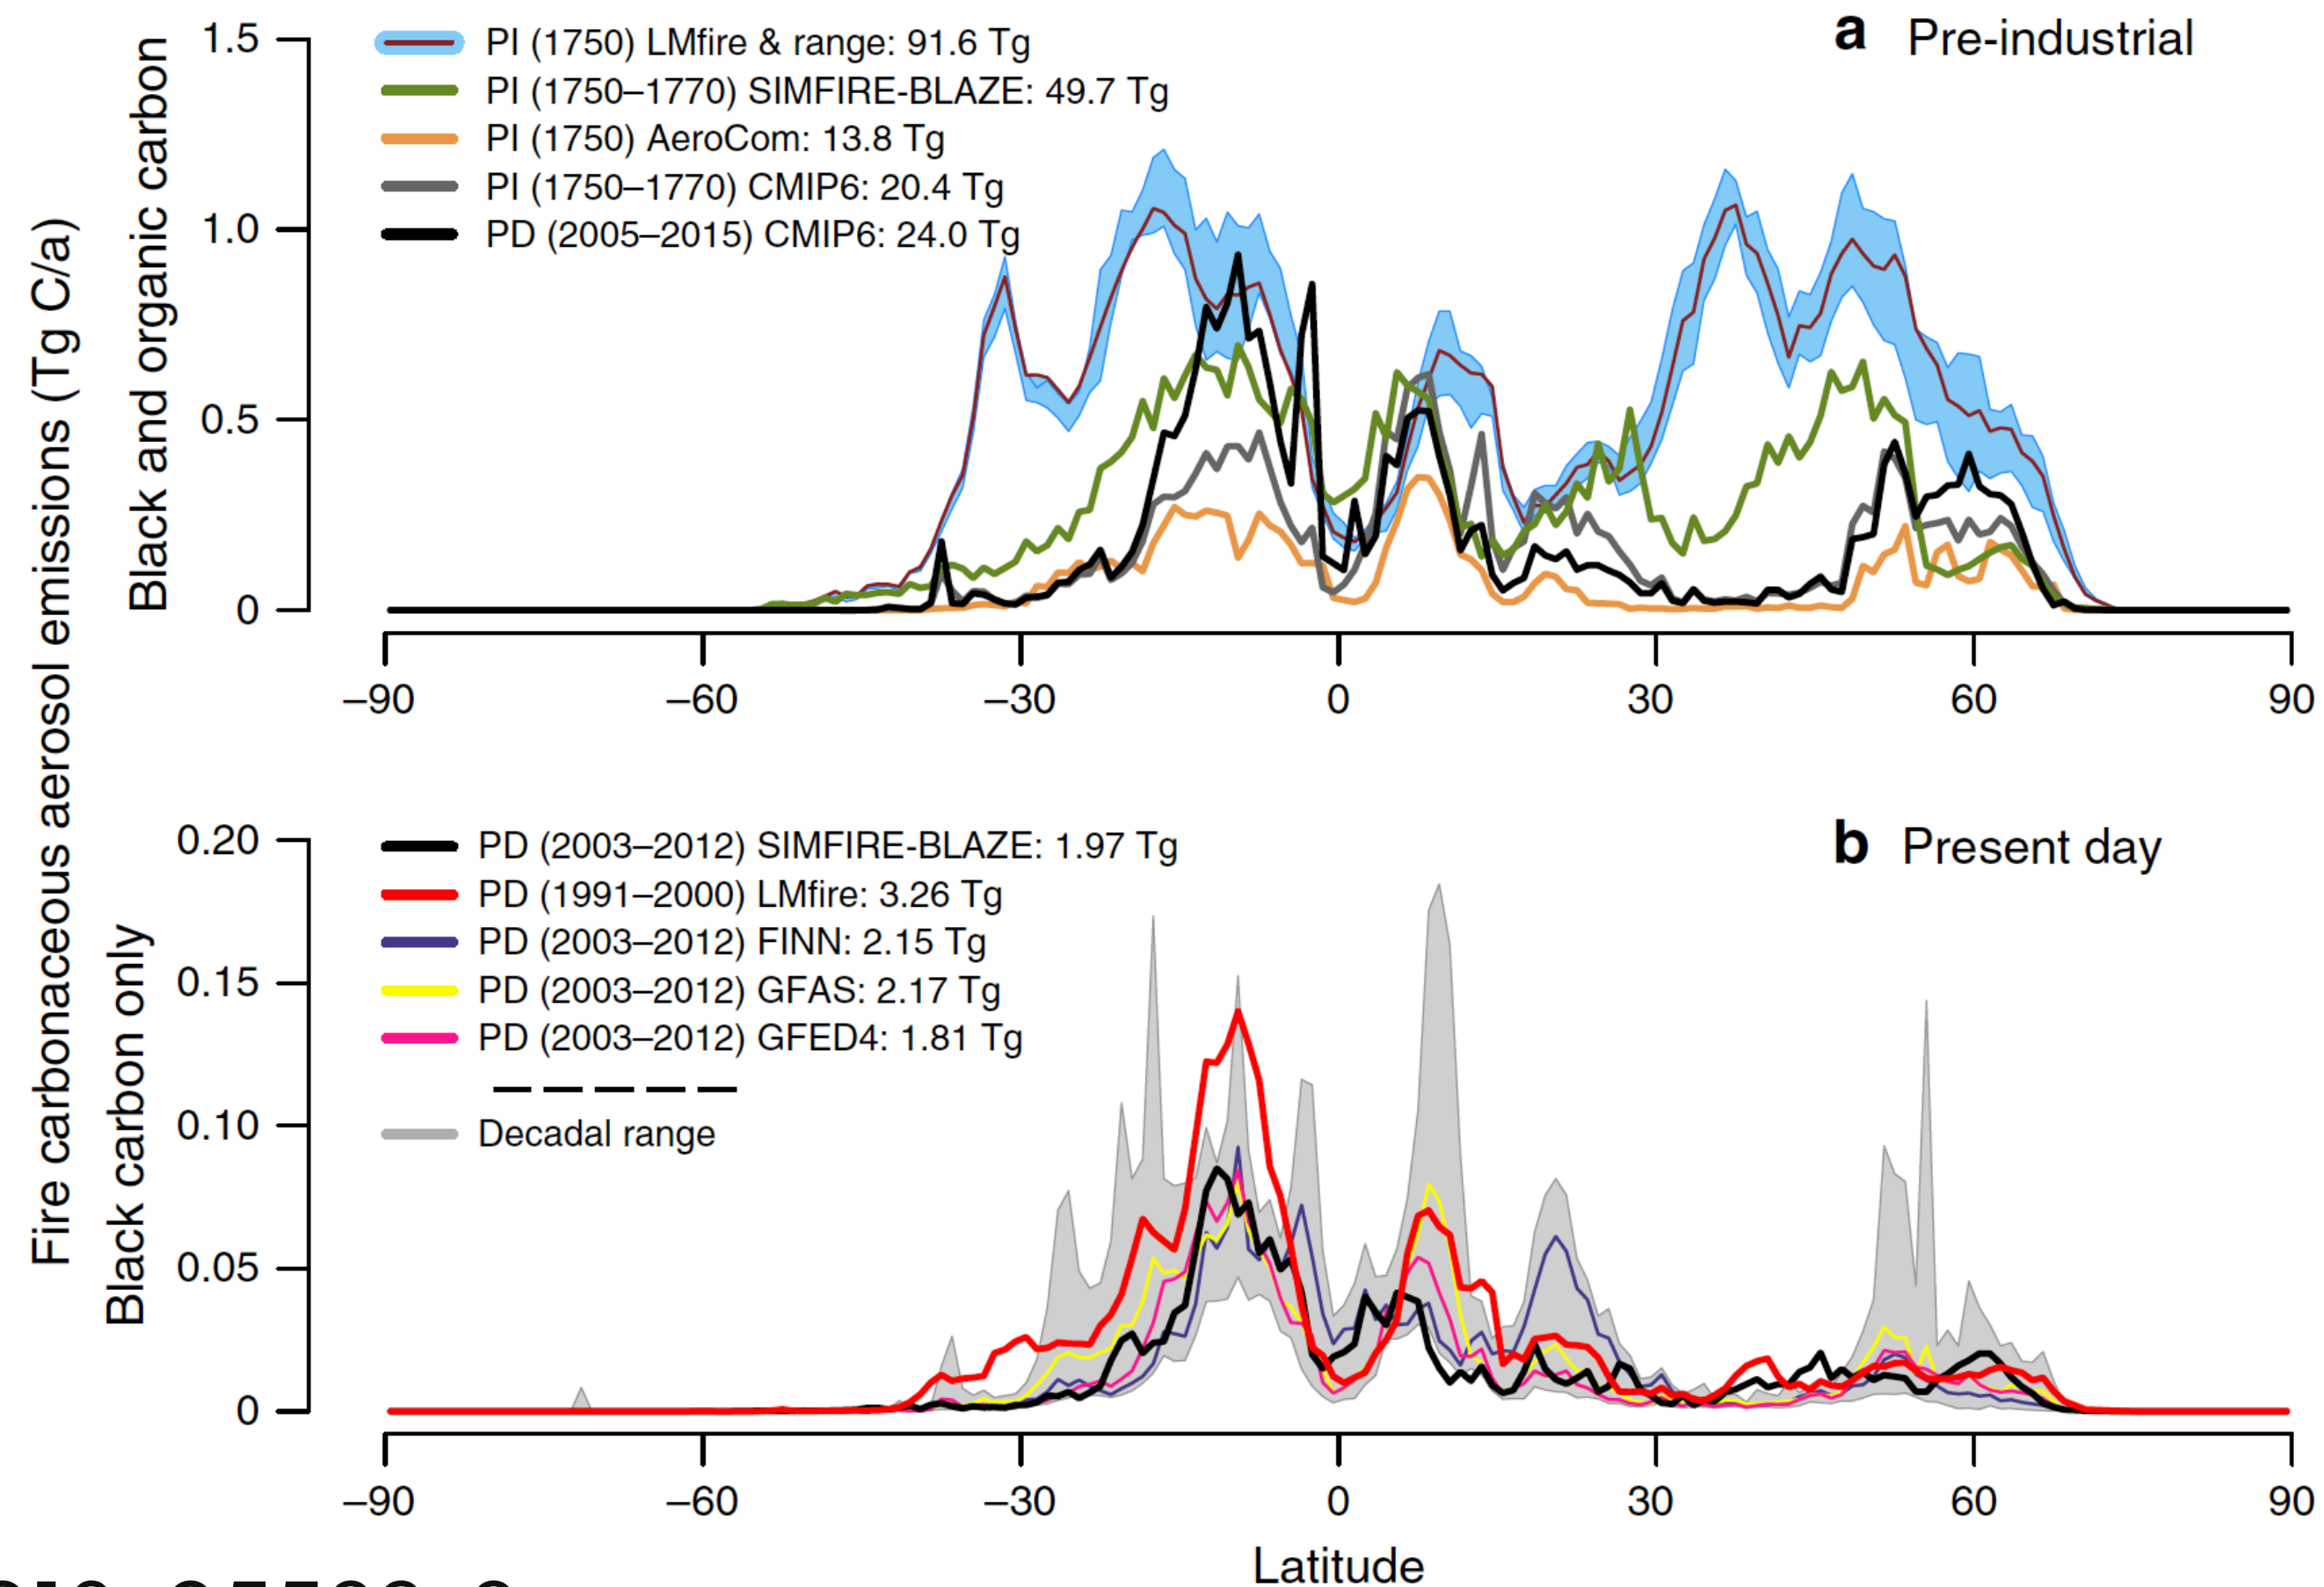 Fire carbonaceous aerosol emissions (Tg C/a)
Black and organic carbon
1.5
1.0
0.5
0
PI (1750) LMfire & range: 91.6 Tg
PI (1750–1770) SIMFIRE-BLAZE: 49.7 Tg
PI (1750) AeroCom: 13.8 Tg
PI (1750–1770) CMIP6: 20.4 Tg
PD (2005–2015) CMIP6: 24.0 Tg
a Pre-industrial
–90 –60 –30 0 30 60 90
Black carbon only
0.20
0.15
0.10
0.05
0
PD (2003–2012) SIMFIRE-BLAZE: 1.97 Tg
PD (1991–2000) LMfire: 3.26 Tg
PD (2003–2012) FINN: 2.15 Tg
PD (2003–2012) GFAS: 2.17 Tg
PD (2003–2012) GFED4: 1.81 Tg
Decadal range
b Present day
–90 –60 –30 0 30 60 90
Latitude